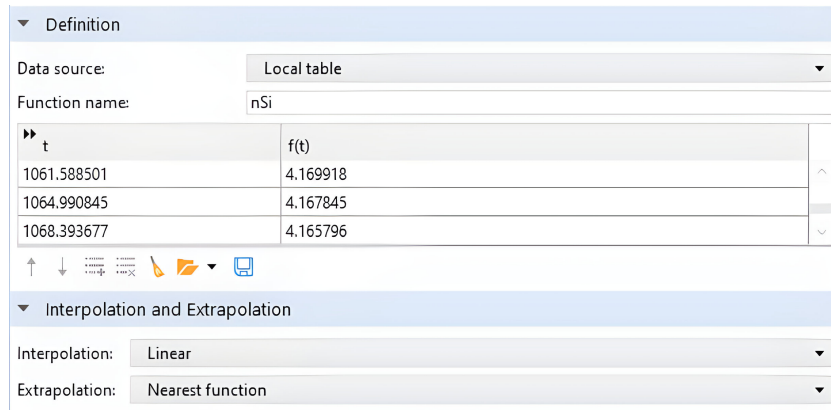 Definition
Data source: Local table
Function name: nSi
t f(t)
1061.588501 4.169918
1064.990845 4.167845
1068.393677 4.165796
Interpolation and Extrapolation
Interpolation: Linear
Extrapolation: Nearest function